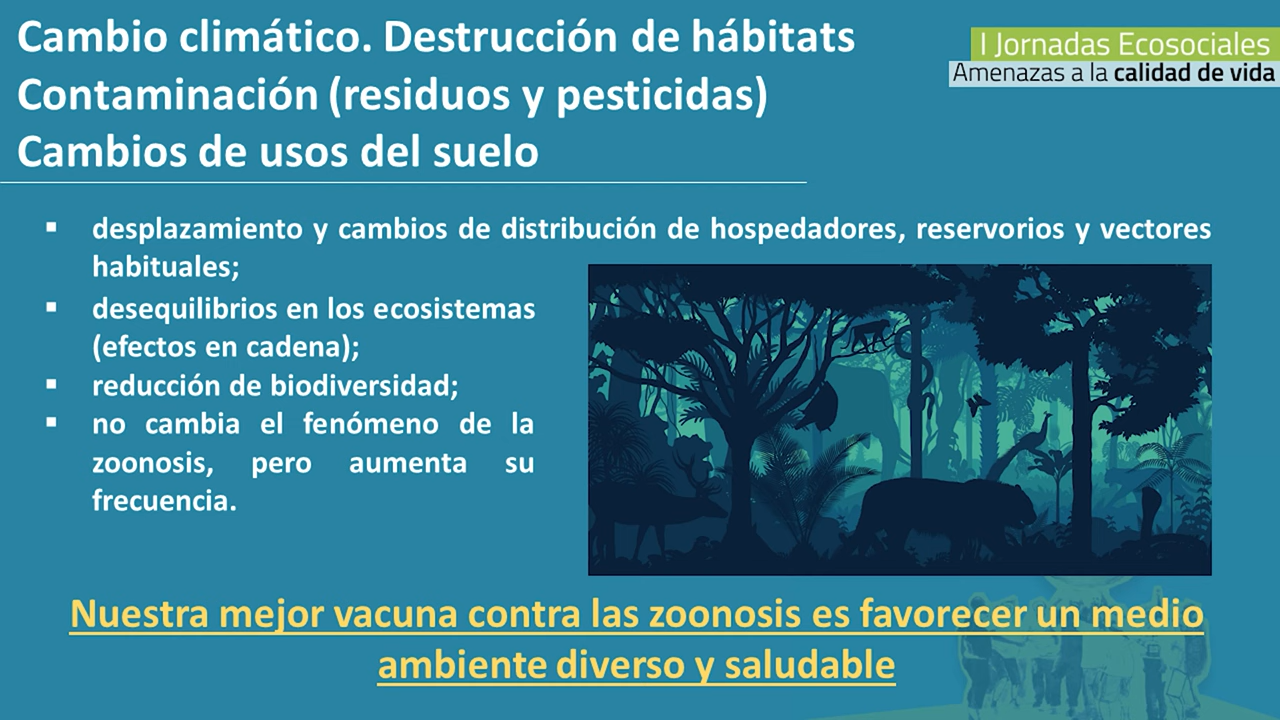 Cambio climático. Destrucción de hábitats
Contaminación (residuos y pesticidas)
Cambios de usos del suelo
I Jornadas Ecosociales
Amenazas a la calidad de vida
▪ desplazamiento y cambios de distribución de hospedadores, reservorios y vectores
habituales;
▪ desequilibrios en los ecosistemas
(efectos en cadena);
▪ reducción de biodiversidad;
▪ no cambia el fenómeno de la
zoonosis, pero aumenta su
frecuencia.
Nuestra mejor vacuna contra las zoonosis es favorecer un medio
ambiente diverso y saludable